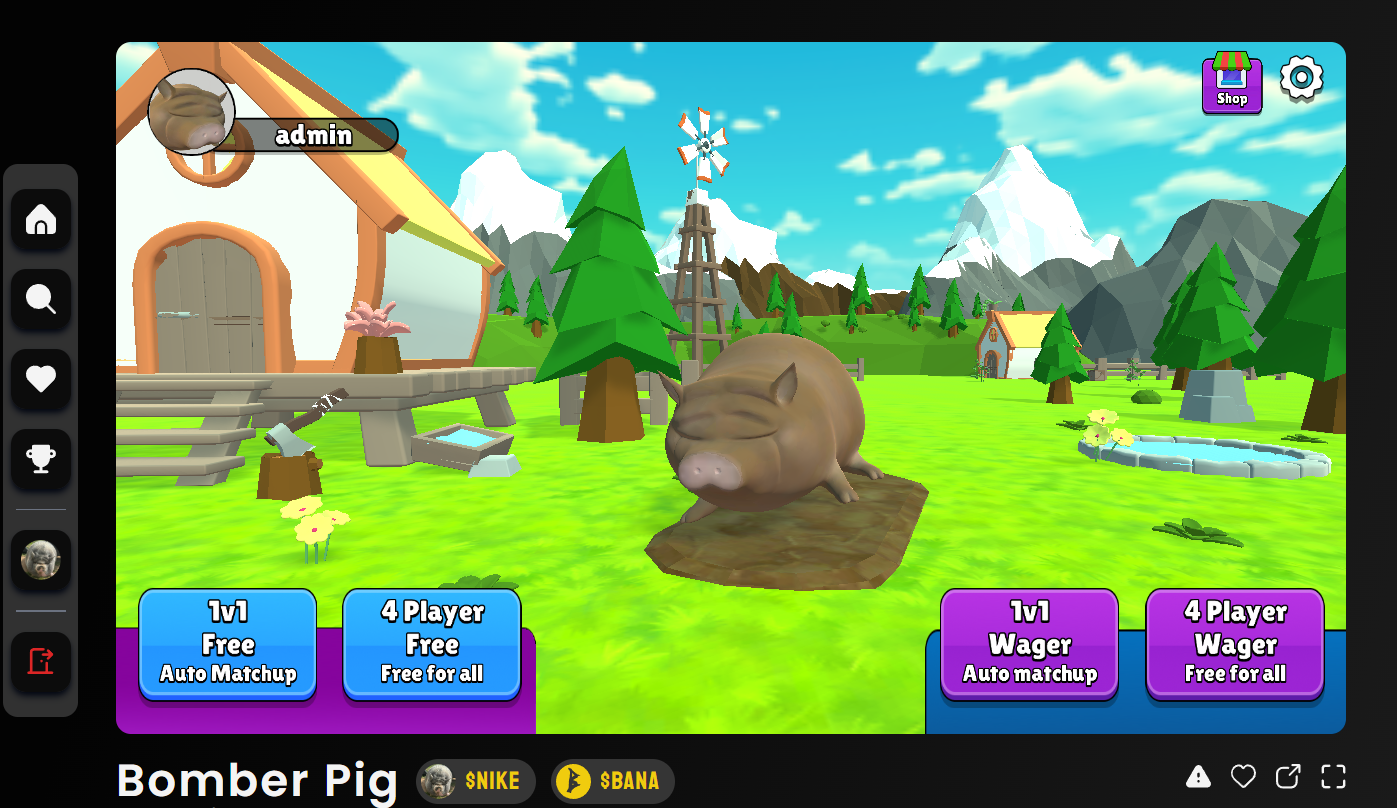 admin
Shop
1v1
Free
Auto Matchup
4 Player
Free
Free for all
1v1
Wager
Auto matchup
4 Player
Wager
Free for all
Bomber Pig
$NIKE
$BANA